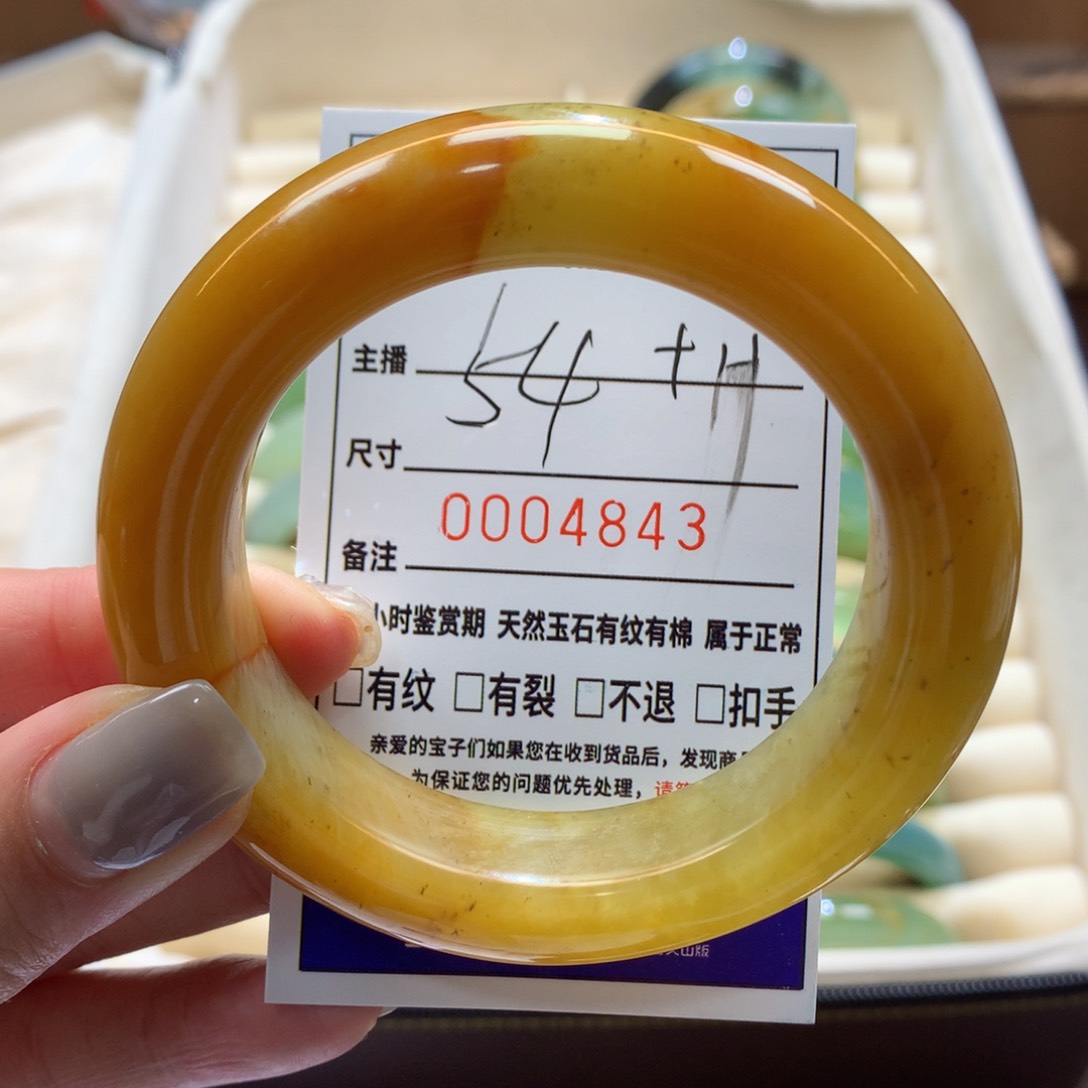 主播 54 +H
尺寸
0004843
备注
小时鉴赏期 天然玉石有纹有棉 属于正常
□有纹 □有裂 □不退 □扣手
亲爱的宝子们如果您在收到货品后，发现商
为保证您的问题优先处理，请